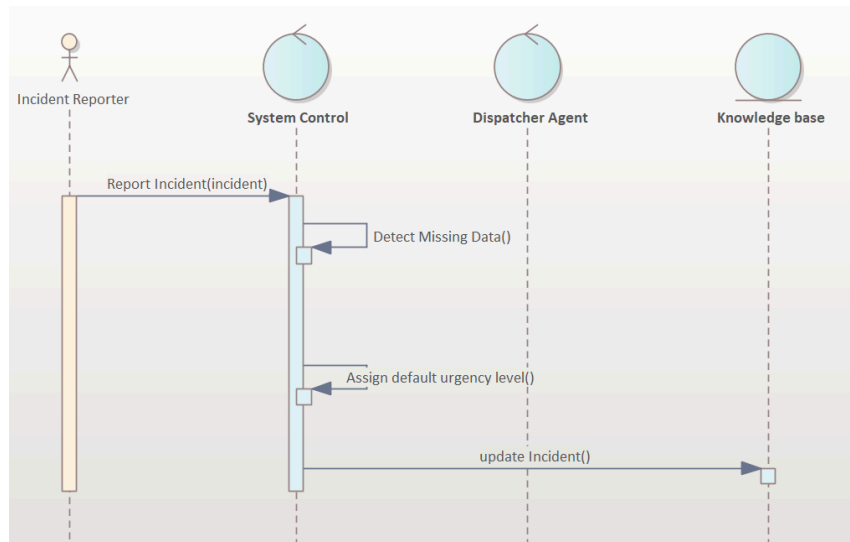 Incident Reporter
System Control
Dispatcher Agent
Knowledge base
Report Incident(incident)
Detect Missing Data()
Assign default urgency level()
update Incident()